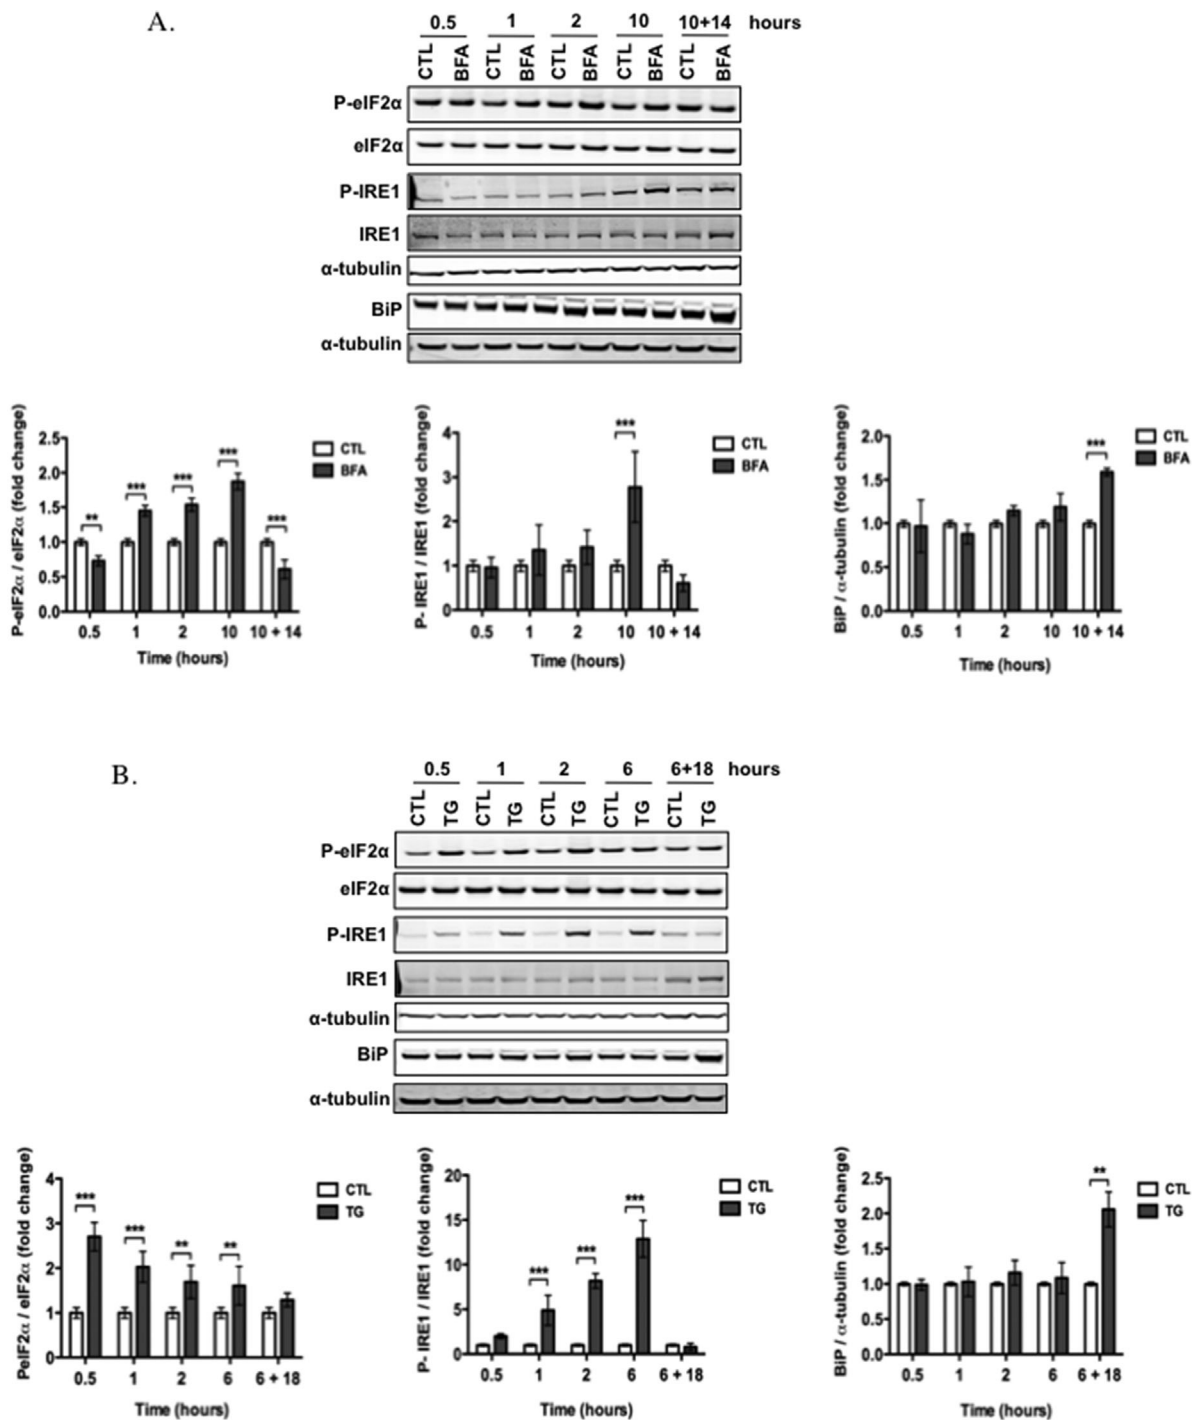 A.
0.5 1 2 10 10+14 hours
CTL BFA CTL BFA CTL BFA CTL BFA CTL BFA
P-eIF2α
eIF2α
P-IRE1
IRE1
α-tubulin
BiP
α-tubulin
P-eIF2α / eIF2α (fold change)
2.5
2.0
1.5
1.0
0.5
0.0
** *** *** *** ***
CTL
BFA
0.5 1 2 10 10 + 14
Time (hours)
P- IRE1 / IRE1 (fold change)
4
3
2
1
0
***
CTL
BFA
0.5 1 2 10 10 + 14
Time (hours)
BiP / α-tubulin (fold change)
2.0
1.5
1.0
0.5
0.0
***
CTL
BFA
0.5 1 2 10 10 + 14
Time (hours)
B.
0.5 1 2 6 6+18 hours
CTL TG CTL TG CTL TG CTL TG CTL TG
P-eIF2α
eIF2α
P-IRE1
IRE1
α-tubulin
BiP
α-tubulin
PeIF2α / eIF2α (fold change)
4
3
2
1
0
*** *** ** **
CTL
TG
0.5 1 2 6 6 + 18
Time (hours)
P- IRE1 / IRE1 (fold change)
20
15
10
5
0
*** *** ***
CTL
TG
0.5 1 2 6 6 + 18
Time (hours)
BiP / α-tubulin (fold change)
2.5
2.0
1.5
1.0
0.5
0.0
**
CTL
TG
0.5 1 2 6 6 + 18
Time (hours)